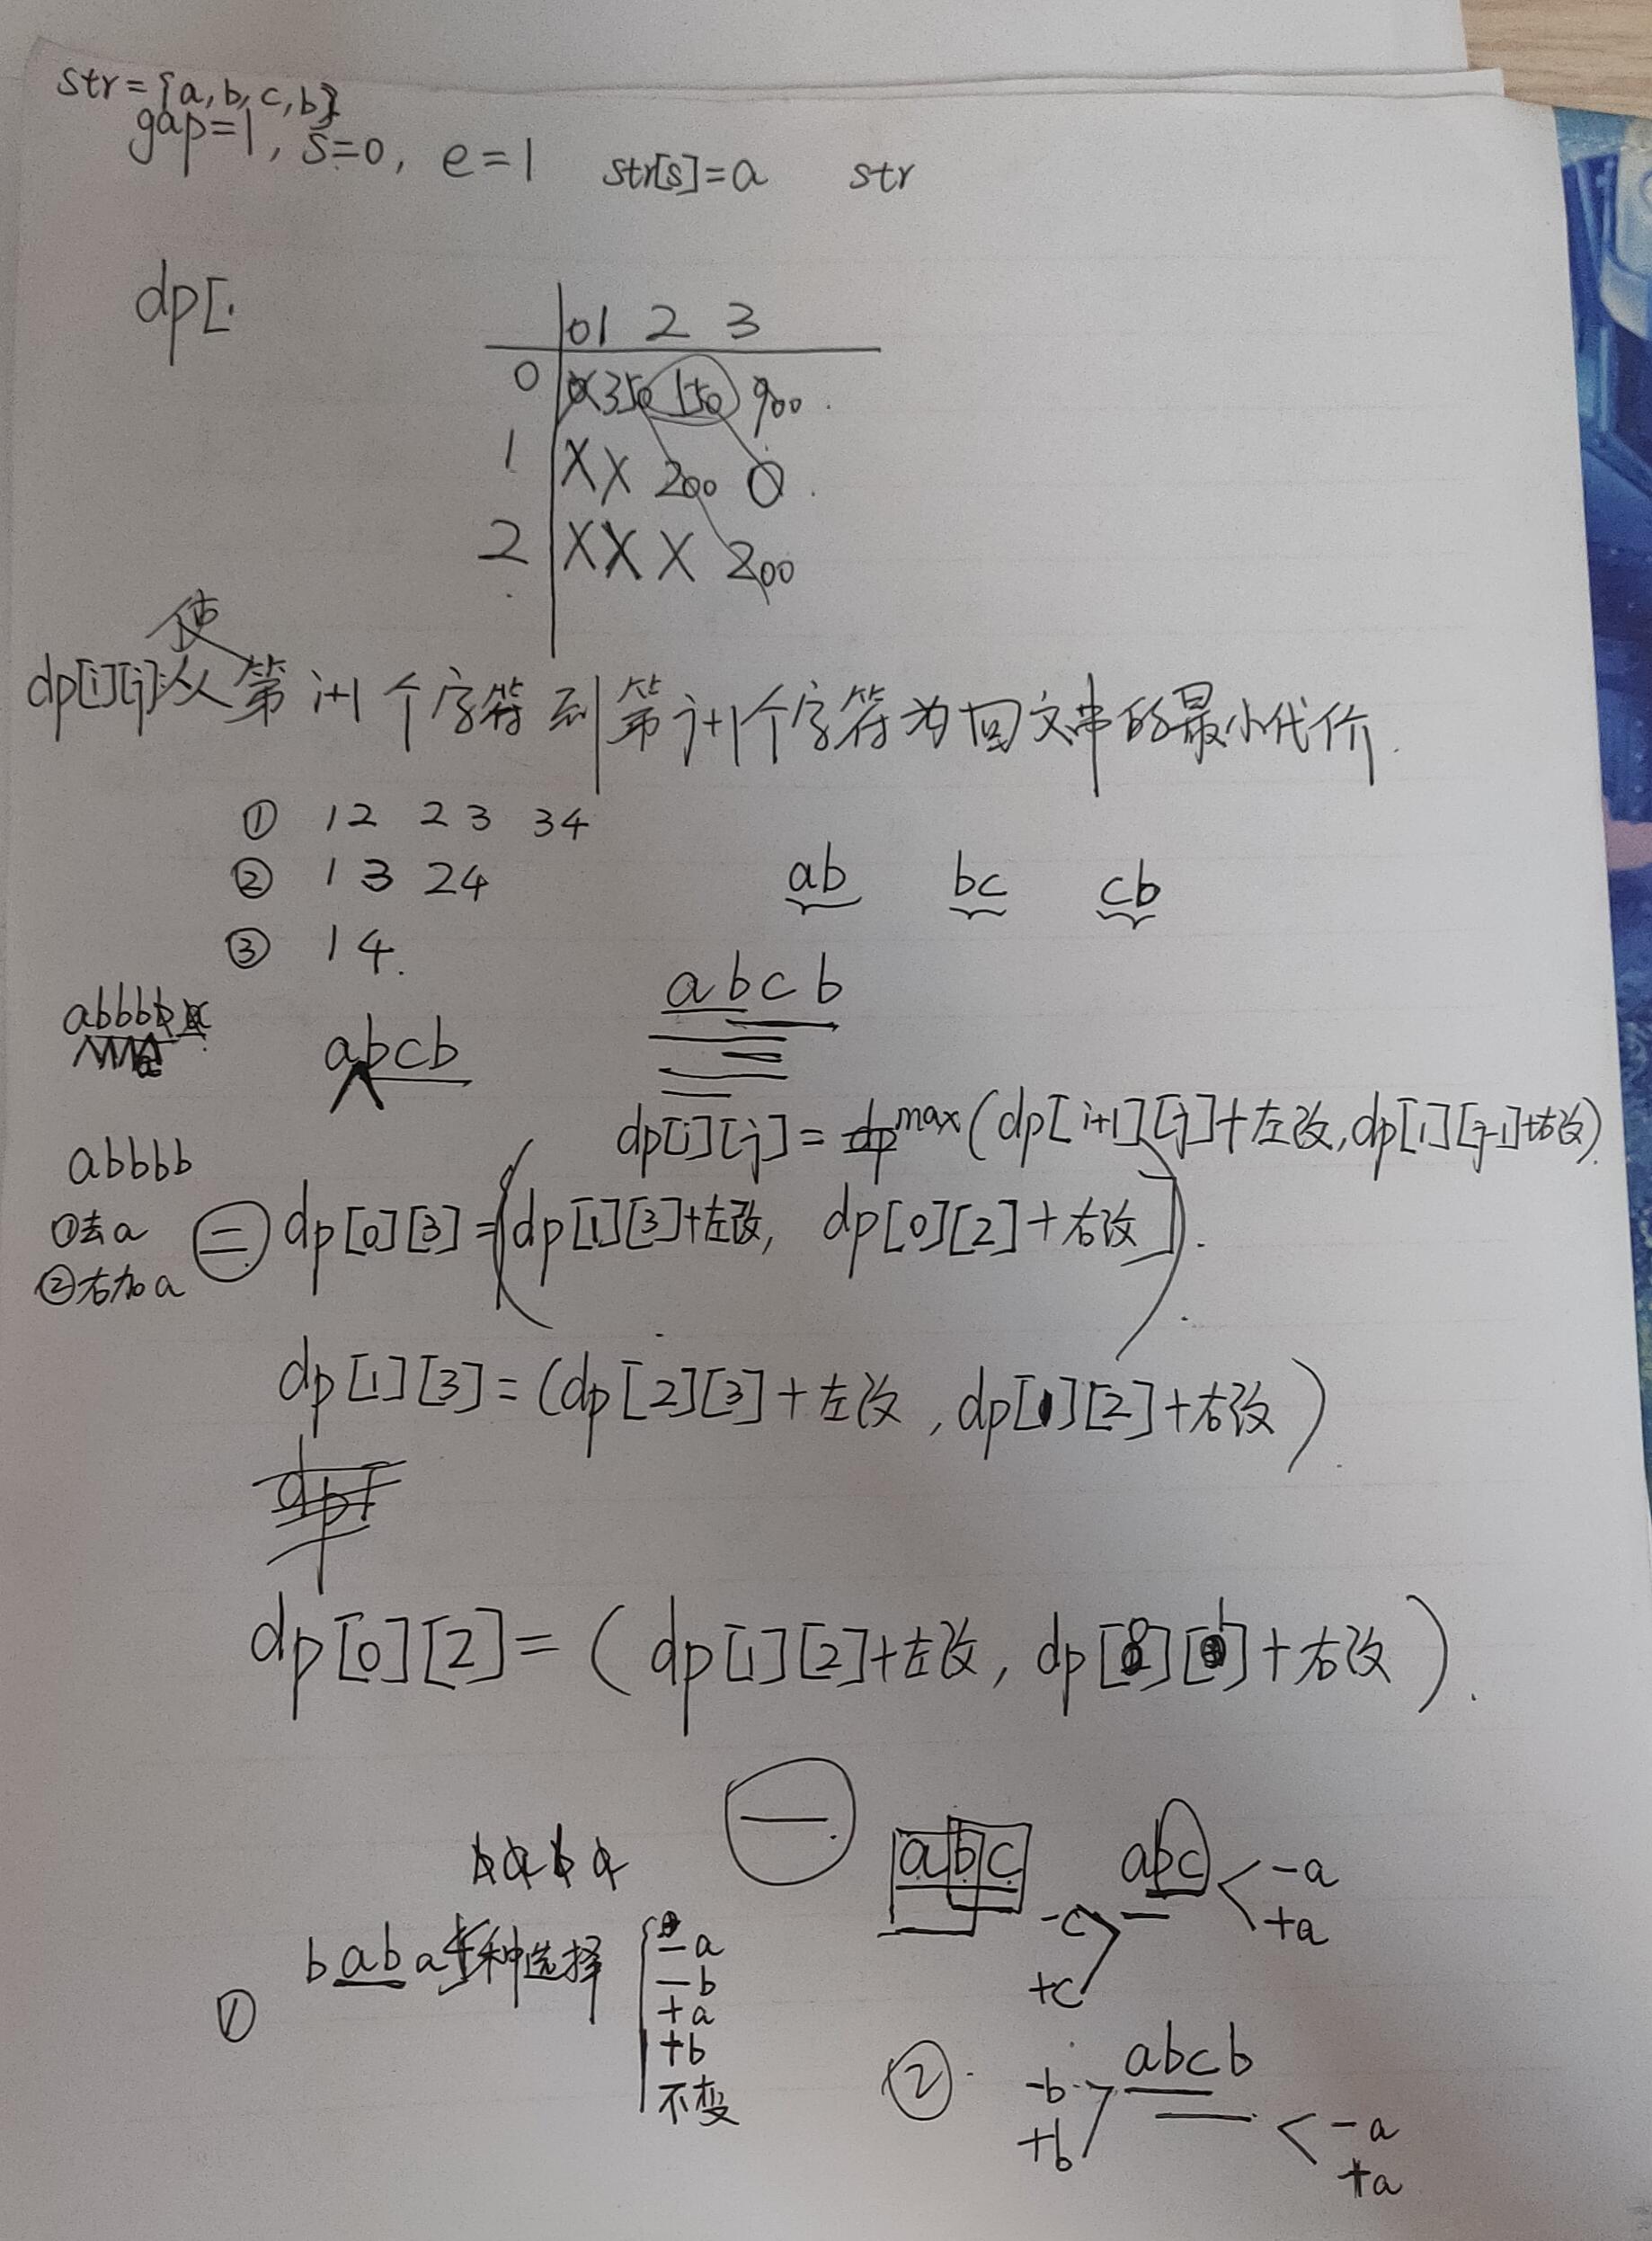 str={a,b,c,b}
gap=1, s=0, e=1 str[s]=a str
dp[.
0 1 2 3
0 350 150 900
1 X X 200 0
2 X X X 200
使
dp[i][j]:从第i+1个字符到第j+1个字符为回文串的最小代价.
① 12 23 34
② 13 24
ab bc cb
③ 14.
abcb
abbbb
abcb
dp[i][j]=max(dp[i+1][j]+左改,dp[i][j-1]+右改).
abbbb
①去a
②右加a
㊁ dp[0][3]=(dp[1][3]+左改, dp[0][2]+右改).
dp[1][3]=(dp[2][3]+左改,dp[1][2]+右改)
dp[0][2]=(dp[1][2]+左改,dp[0][1]+右改).
㊀
abc
abc
-a
+a
-c
+c
b a b a
① baba 5种选择
-a
-b
+a
+b
不变
② abcb
-b
+b
-a
+a